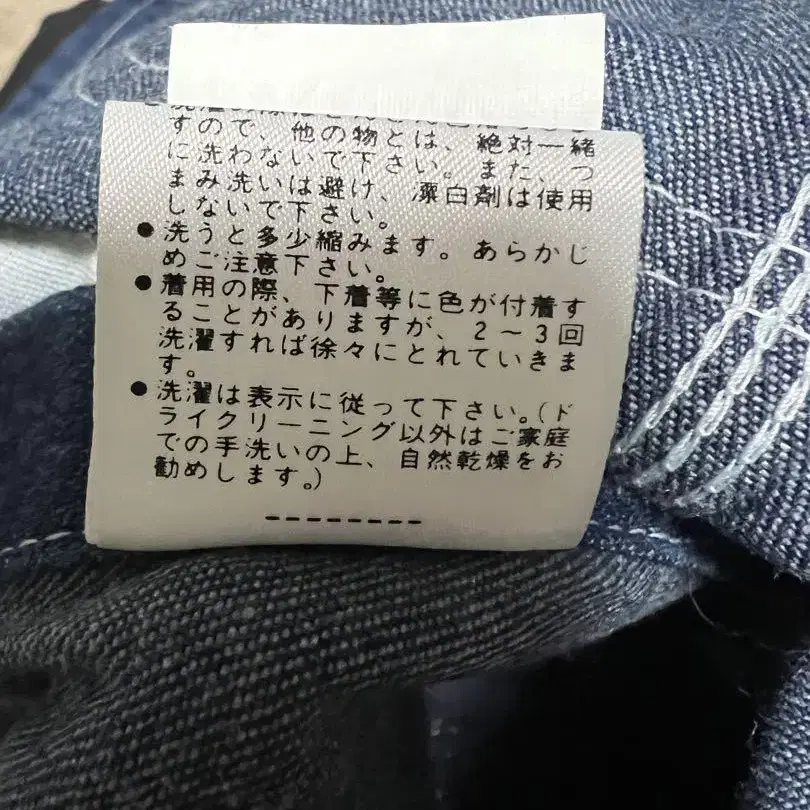 すので、他の物とは、絶対一緒
に洗わないで下さい。また、つ
まみ洗いは避け、漂白剤は使用
しないで下さい。
●洗うと多少縮みます。あらかじ
めご注意下さい。
●着用の際、下着等に色が付着す
ることがありますが、2～3回
洗濯すれば徐々にとれていきま
す。
●洗濯は表示に従って下さい。(ド
ライクリーニング以外はご家庭
での手洗いの上、自然乾燥をお
勧めします。)